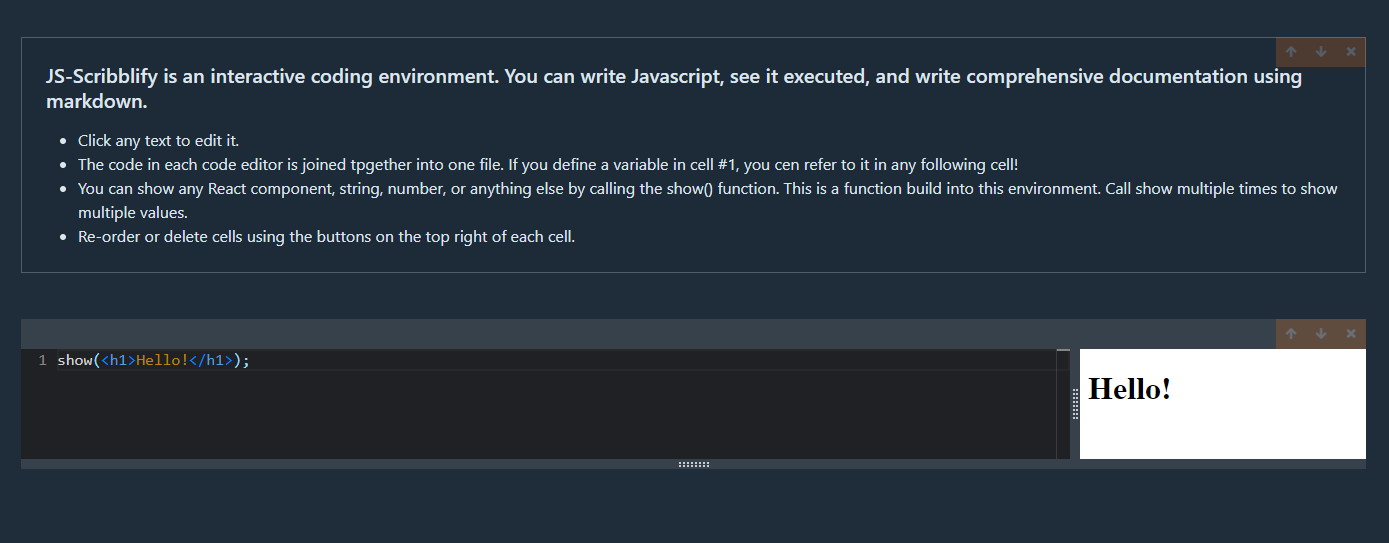 JS-Scribblify is an interactive coding environment. You can write Javascript, see it executed, and write comprehensive documentation using
markdown.
Click any text to edit it.
The code in each code editor is joined tpgether into one file. If you define a variable in cell #1, you cen refer to it in any following cell!
You can show any React component, string, number, or anything else by calling the show() function. This is a function build into this environment. Call show multiple times to show
multiple values.
Re-order or delete cells using the buttons on the top right of each cell.
1 show(<h1>Hello!</h1>);
Hello!